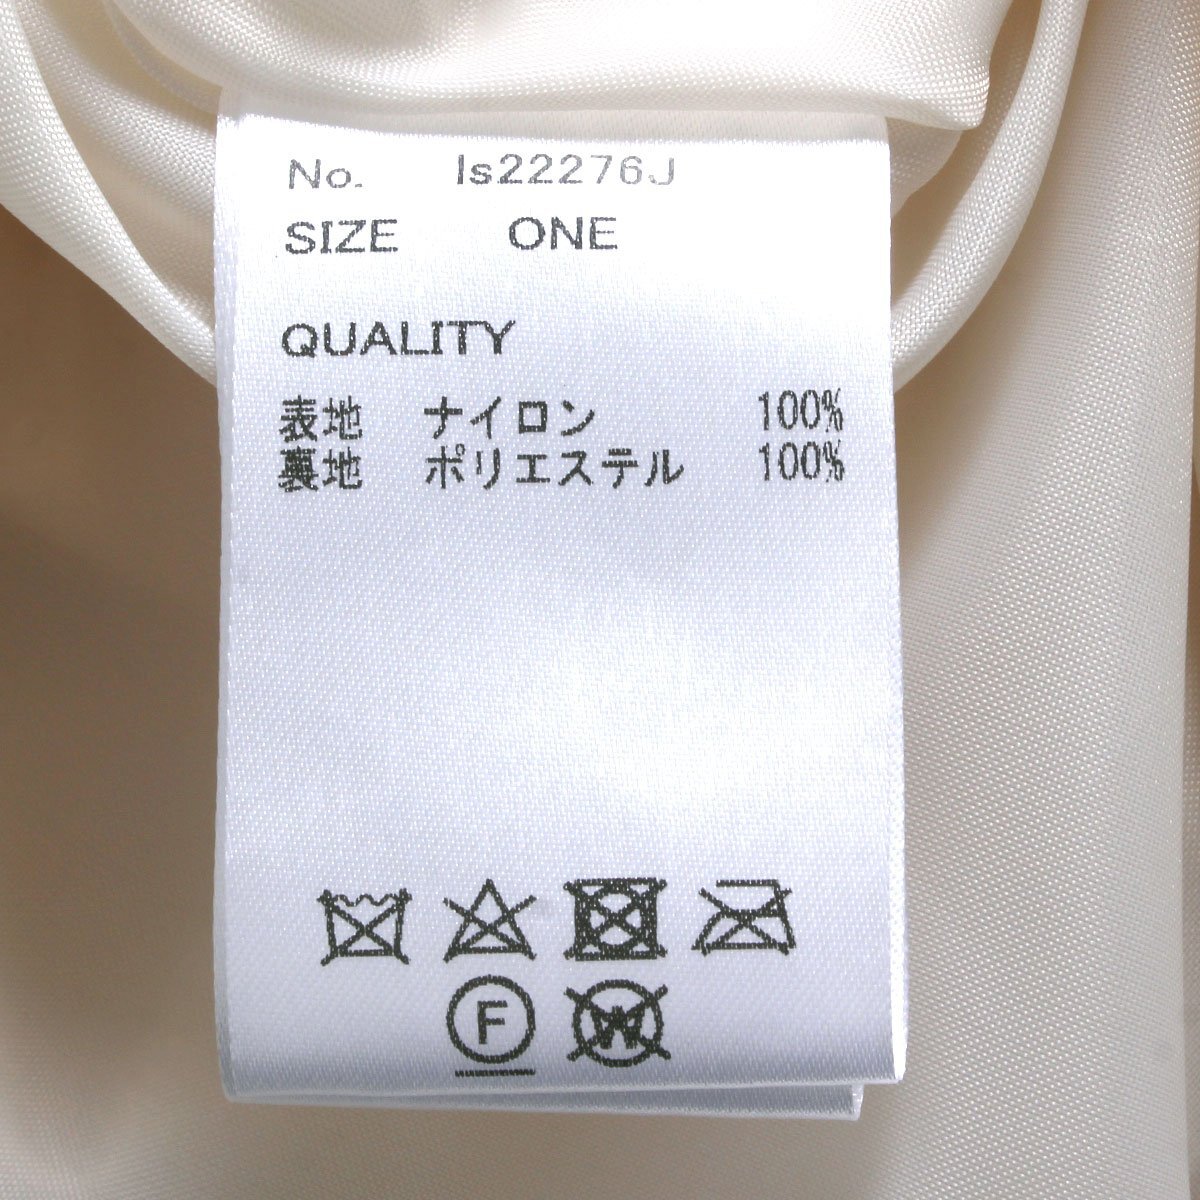 No. ls22276J
SIZE ONE
QUALITY
表地 ナイロン 100%
裏地 ポリエステル 100%
F W